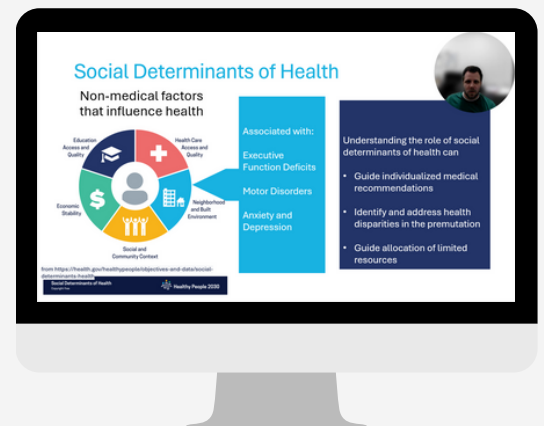 Social Determinants of Health
Non-medical factors
that influence health
Education
Access and
Quality
Health Care
Access and
Quality
Economic
Stability
Neighborhood
and Built
Environment
Social and
Community Context
from https://health.gov/healthypeople/objectives-and-data/social-
determinants-health
Social Determinants of Health
Healthy People 2030
Associated with:
Executive
Function Deficits
Motor Disorders
Anxiety and
Depression
Understanding the role of social
determinants of health can
• Guide individualized medical
recommendations
• Identify and address health
disparities in the premutation
• Guide allocation of limited
resources